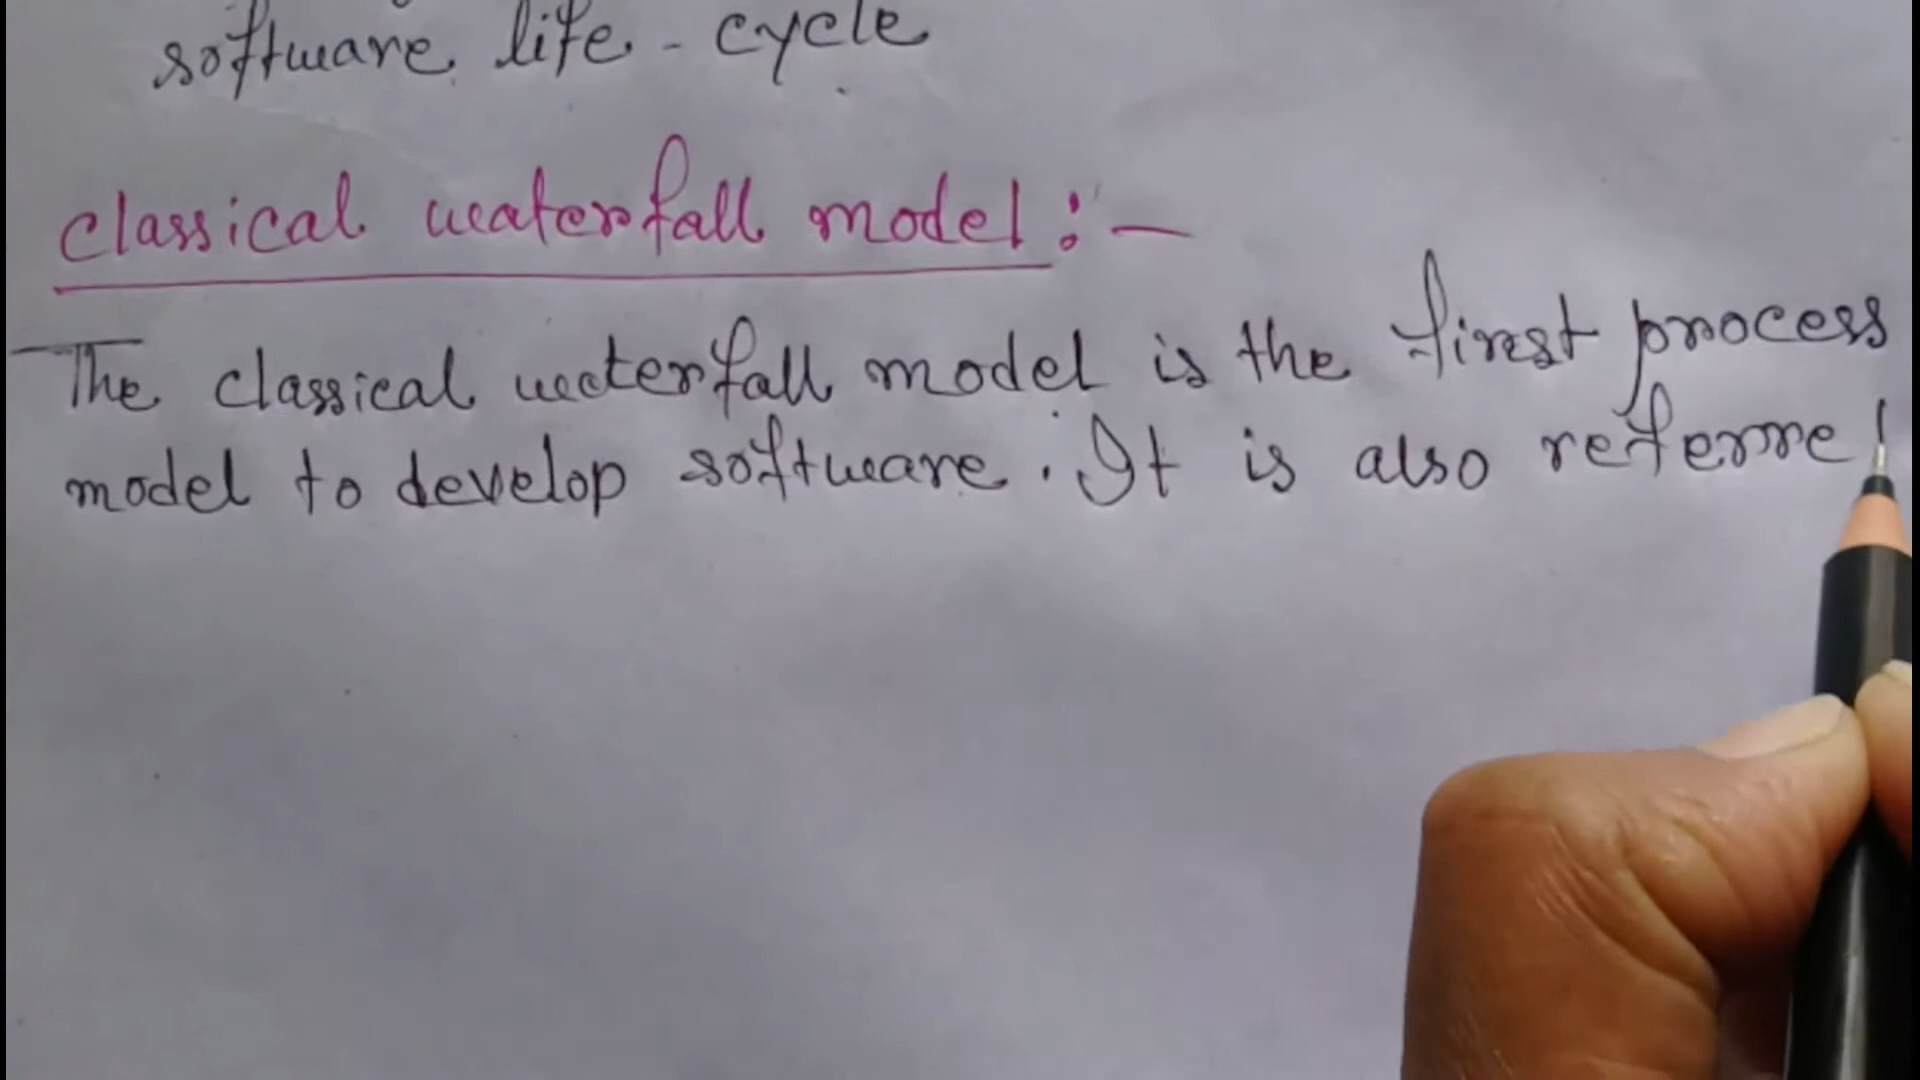 software life-cycle
classical waterfall model :-
The classical waterfall model is the first process
model to develop software. It is also referre